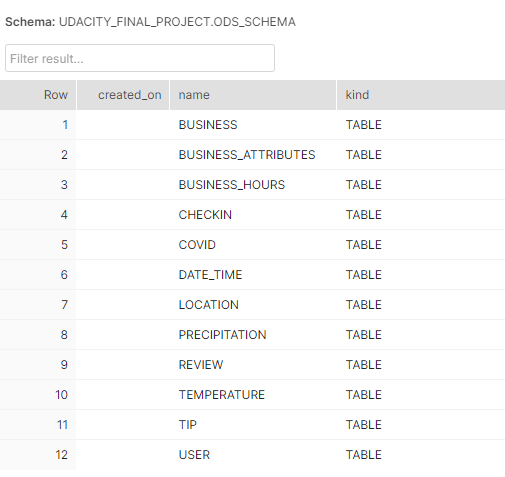 Schema: UDACITY_FINAL_PROJECT.ODS_SCHEMA
Filter result...
Row created_on name kind
1 BUSINESS TABLE
2 BUSINESS_ATTRIBUTES TABLE
3 BUSINESS_HOURS TABLE
4 CHECKIN TABLE
5 COVID TABLE
6 DATE_TIME TABLE
7 LOCATION TABLE
8 PRECIPITATION TABLE
9 REVIEW TABLE
10 TEMPERATURE TABLE
11 TIP TABLE
12 USER TABLE